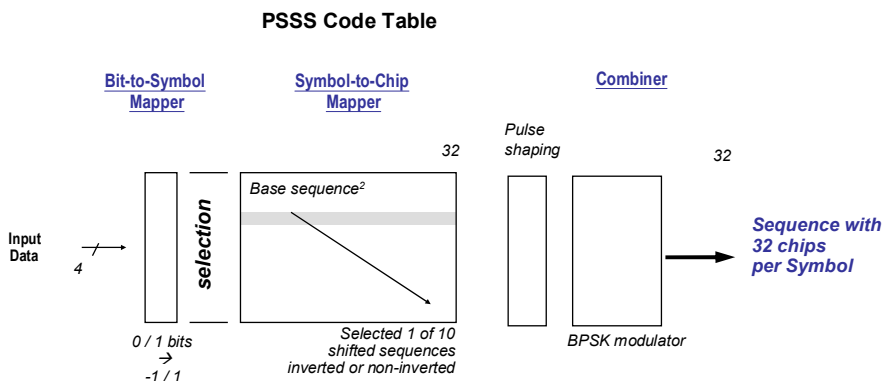 PSSS Code Table
Bit-to-Symbol
Mapper
Symbol-to-Chip
Mapper
Combiner
32
Pulse
shaping
32
Base sequence²
selection
Input
Data
4
Sequence with
32 chips
per Symbol
0 / 1 bits
→
-1 / 1
Selected 1 of 10
shifted sequences
inverted or non-inverted
BPSK modulator